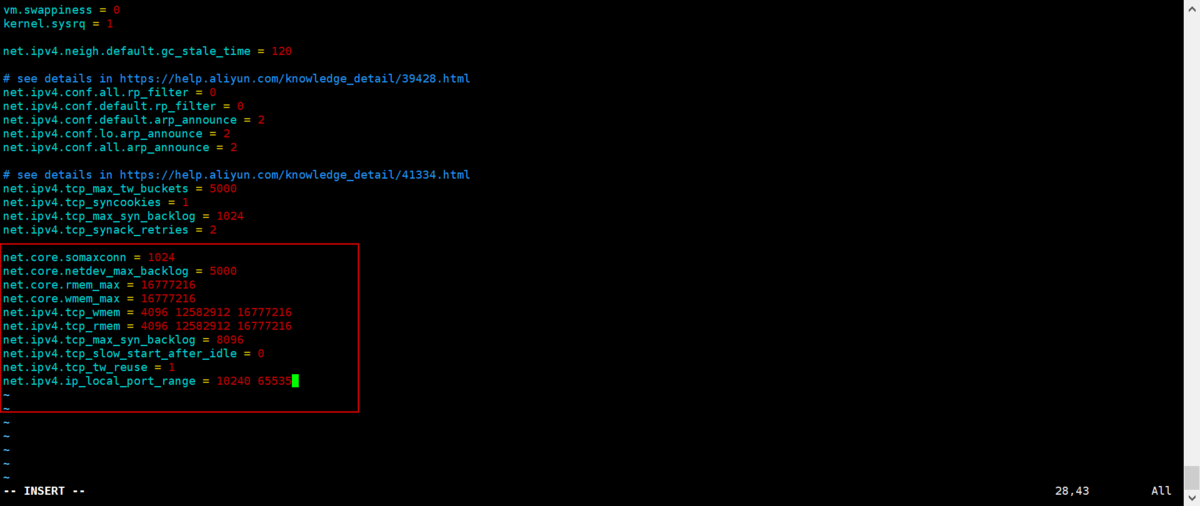 vm.swappiness = 0
kernel.sysrq = 1
net.ipv4.neigh.default.gc_stale_time = 120
# see details in https://help.aliyun.com/knowledge_detail/39428.html
net.ipv4.conf.all.rp_filter = 0
net.ipv4.conf.default.rp_filter = 0
net.ipv4.conf.default.arp_announce = 2
net.ipv4.conf.lo.arp_announce = 2
net.ipv4.conf.all.arp_announce = 2
# see details in https://help.aliyun.com/knowledge_detail/41334.html
net.ipv4.tcp_max_tw_buckets = 5000
net.ipv4.tcp_syncookies = 1
net.ipv4.tcp_max_syn_backlog = 1024
net.ipv4.tcp_synack_retries = 2
net.core.somaxconn = 1024
net.core.netdev_max_backlog = 5000
net.core.rmem_max = 16777216
net.core.wmem_max = 16777216
net.ipv4.tcp_wmem = 4096 12582912 16777216
net.ipv4.tcp_rmem = 4096 12582912 16777216
net.ipv4.tcp_max_syn_backlog = 8096
net.ipv4.tcp_slow_start_after_idle = 0
net.ipv4.tcp_tw_reuse = 1
net.ipv4.ip_local_port_range = 10240 65535
~
~
~
~
~
~
~
-- INSERT -- 28,43 All